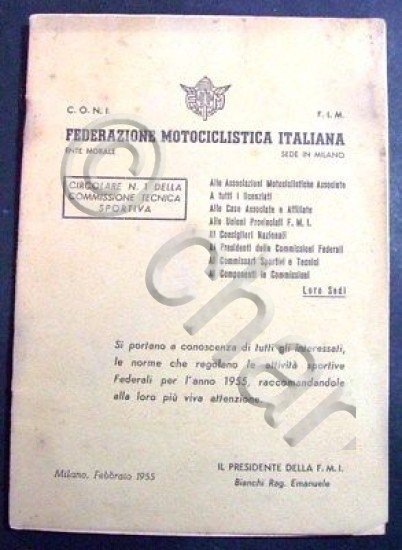 C. O. N. I.
F. I. M.
FEDERAZIONE MOTOCICLISTICA ITALIANA
ENTE MORALE
SEDE IN MILANO
CIRCOLARE N. 1 DELLA
COMMISSIONE TECNICA
SPORTIVA
Alle Associazioni Motociclistiche Associate
A tutti i licenziati
Alle Case Associate e Affiliate
Alle Unioni Provinciali F. M. I.
Ai Consiglieri Nazionali
Ai Presidenti delle Commissioni Federali
Ai Commissari Sportivi e Tecnici
Ai Componenti le Commissioni
Loro Sedi
Si portano a conoscenza di tutti gli interessati,
le norme che regolano le attività sportive
Federali per l'anno 1955, raccomandandole
alla loro più viva attenzione.
Milano, Febbraio 1955
IL PRESIDENTE DELLA F. M. I.
Bianchi Rag. Emanuele